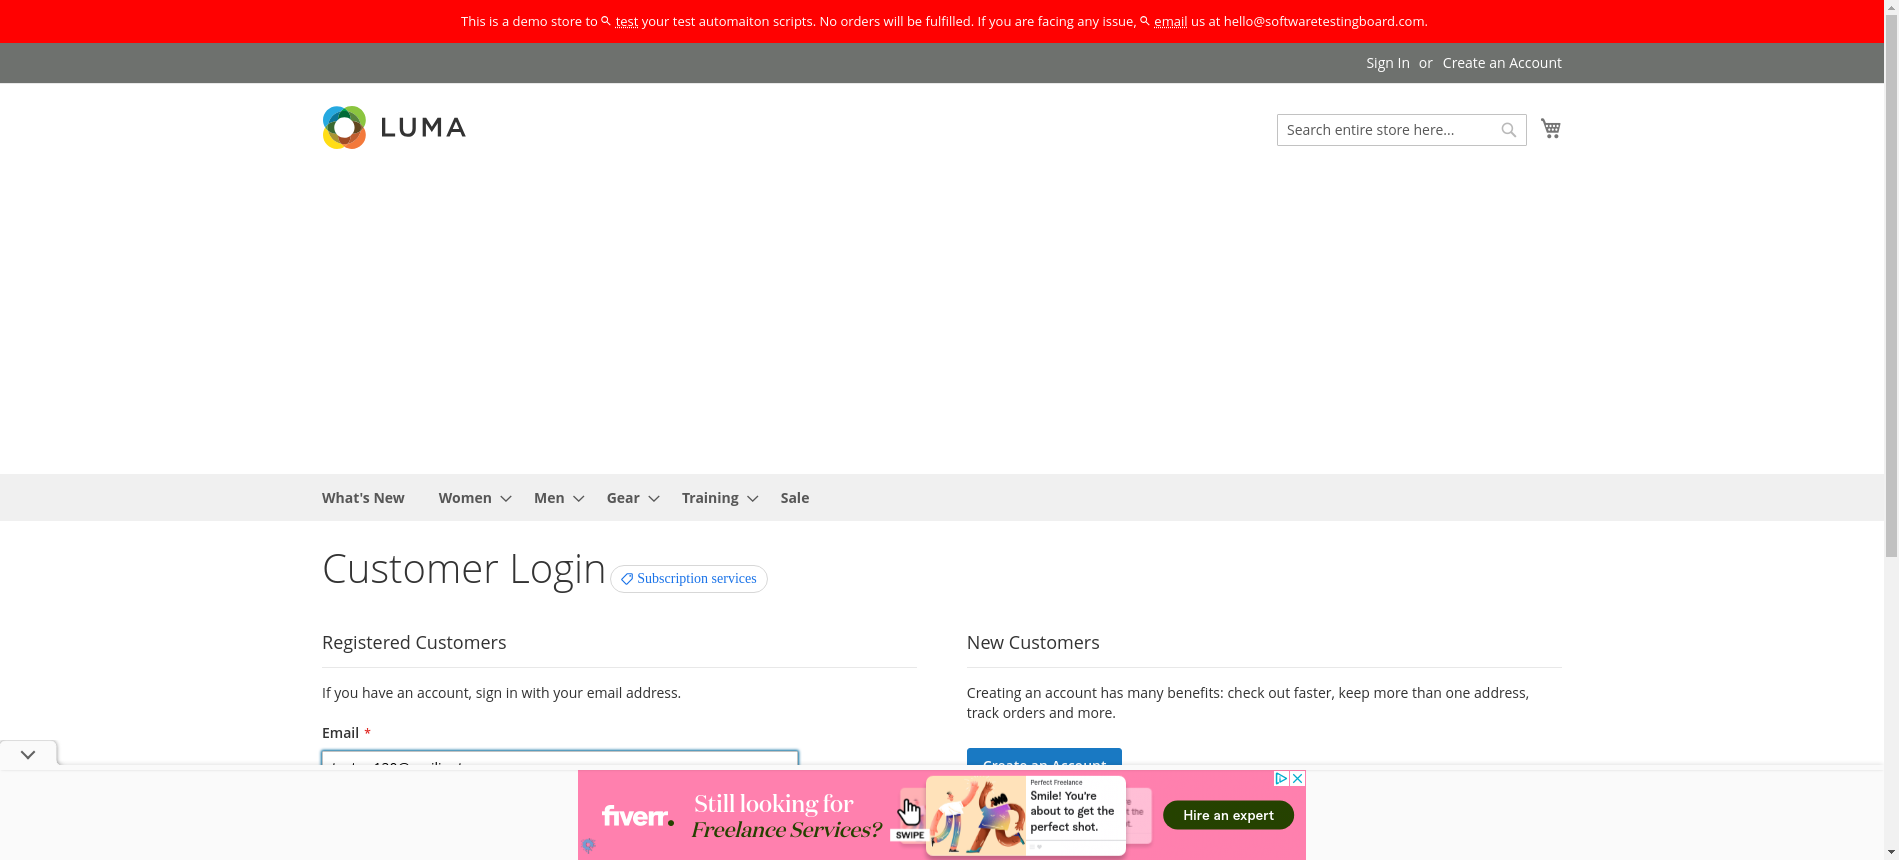 This is a demo store to test your test automaiton scripts. No orders will be fulfilled. If you are facing any issue, email us at hello@softwaretestingboard.com.
Sign In or Create an Account
LUMA
Search entire store here...
What's New Women Men Gear Training Sale
Customer Login
Subscription services
Registered Customers
If you have an account, sign in with your email address.
Email *
New Customers
Creating an account has many benefits: check out faster, keep more than one address,
track orders and more.
Create an Account
fiverr.
Still looking for
Freelance Services?
SWIPE
Perfect Freelance
Smile! You're
about to get the
perfect shot.
Hire an expert